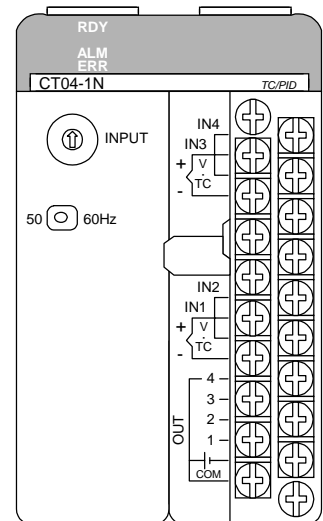 RDY
ALM
ERR
CT04-1N TC/PID
INPUT
IN4
IN3
+ V
TC
-
50 60Hz
IN2
IN1
+ V
TC
-
OUT
4
3
2
1
COM